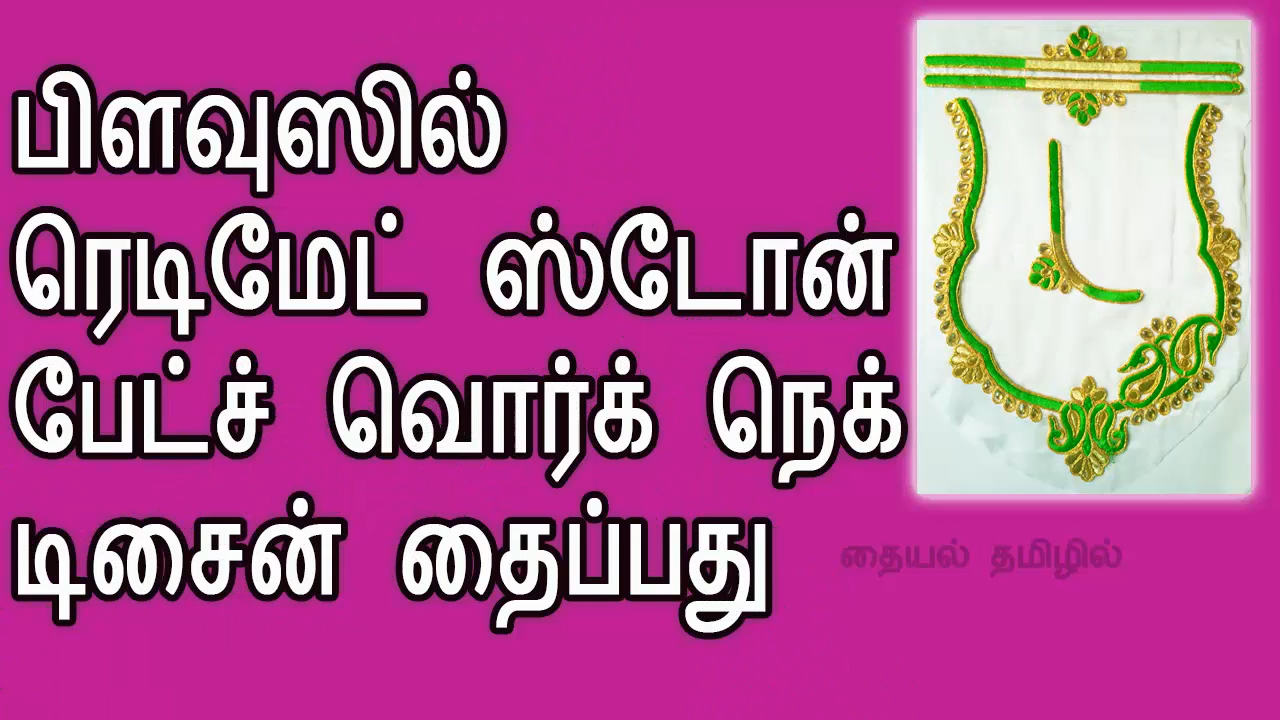 பிளவுஸில்
ரெடிமேட் ஸ்டோன்
பேட்ச் வொர்க் நெக்
டிசைன் தைப்பது
தையல் தமிழில்